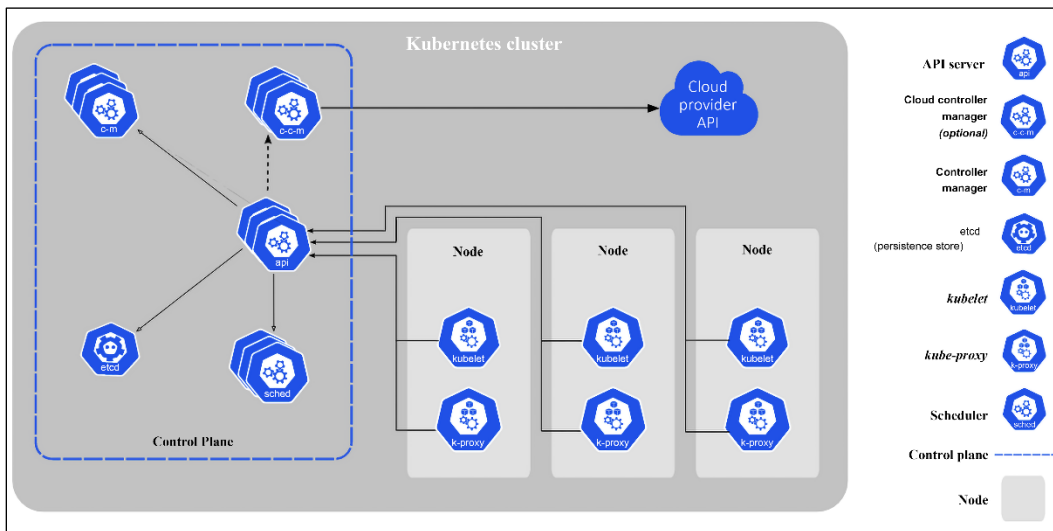 Kubernetes cluster
c-m
c-c-m
Cloud
provider
API
api
etcd
sched
Control Plane
Node
kubelet
k-proxy
Node
kubelet
k-proxy
Node
kubelet
k-proxy
API server
api
Cloud controller
manager
(optional)
c-c-m
Controller
manager
c-m
etcd
(persistence store)
etcd
kubelet
kubelet
kube-proxy
k-proxy
Scheduler
sched
Control plane
Node